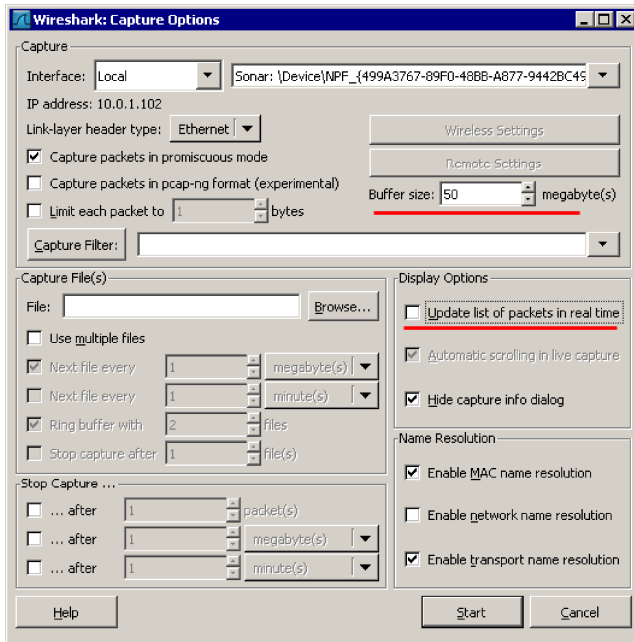 Wireshark: Capture Options
Capture
Interface: Local Sonar: \Device\NPF_{499A3767-89F0-48BB-A877-9442BC49
IP address: 10.0.1.102
Link-layer header type: Ethernet
Wireless Settings
Capture packets in promiscuous mode
Remote Settings
Capture packets in pcap-ng format (experimental)
Buffer size: 50 megabyte(s)
Limit each packet to 1 bytes
Capture Filter:
Capture File(s)
File: Browse...
Use multiple files
Next file every 1 megabyte(s)
Next file every 1 minute(s)
Ring buffer with 2 files
Stop capture after 1 file(s)
Display Options
Update list of packets in real time
Automatic scrolling in live capture
Hide capture info dialog
Name Resolution
Enable MAC name resolution
Enable network name resolution
Enable transport name resolution
Stop Capture ...
... after 1 packet(s)
... after 1 megabyte(s)
... after 1 minute(s)
Help Start Cancel